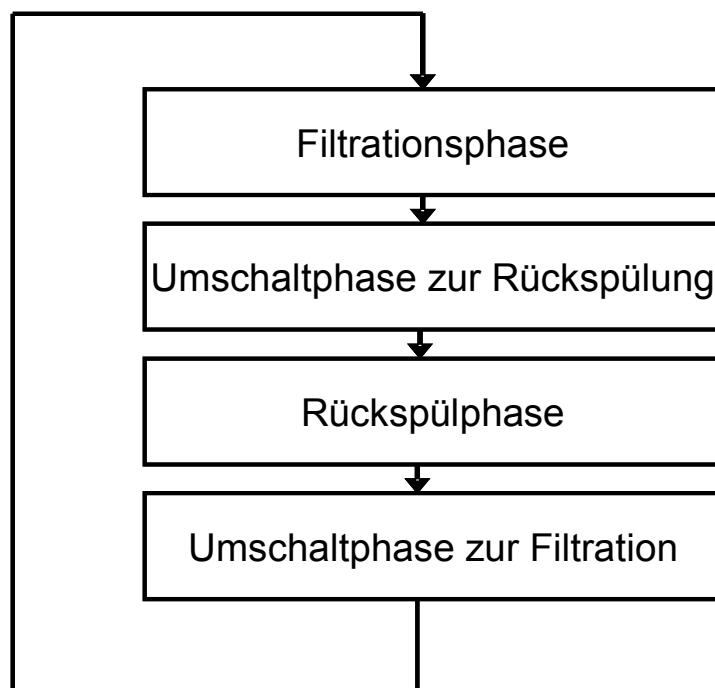 Filtrationsphase
Umschaltphase zur Rückspülung
Rückspülphase
Umschaltphase zur Filtration